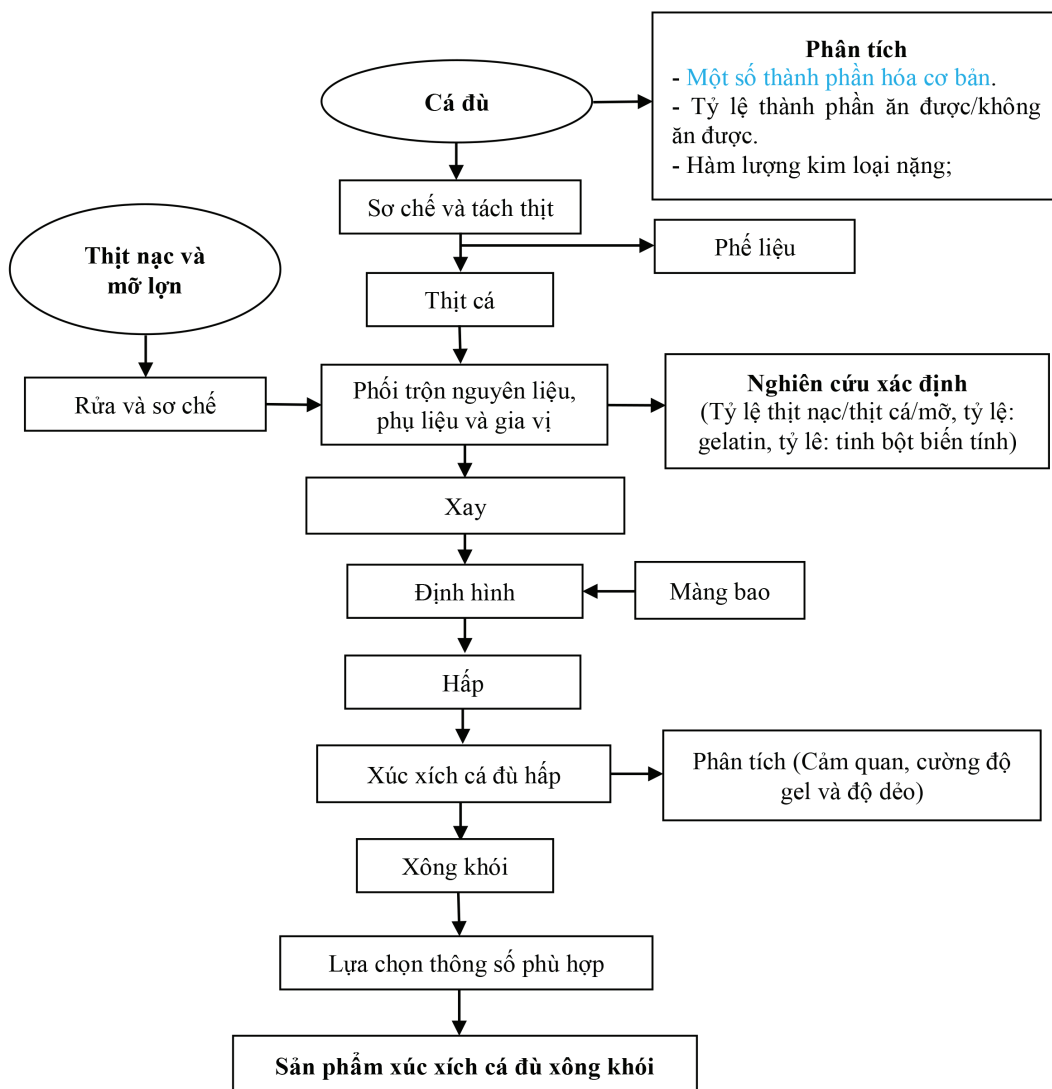 Cá đù
Phân tích
- Một số thành phần hóa cơ bản.
- Tỷ lệ thành phần ăn được/không
ăn được.
- Hàm lượng kim loại nặng;
Sơ chế và tách thịt
Phế liệu
Thịt nạc và
mỡ lợn
Thịt cá
Rửa và sơ chế
Phối trộn nguyên liệu,
phụ liệu và gia vị
Nghiên cứu xác định
(Tỷ lệ thịt nạc/thịt cá/mỡ, tỷ lệ:
gelatin, tỷ lê: tinh bột biến tính)
Xay
Định hình
Màng bao
Hấp
Xúc xích cá đù hấp
Phân tích (Cảm quan, cường độ
gel và độ dẻo)
Xông khói
Lựa chọn thông số phù hợp
Sản phẩm xúc xích cá đù xông khói